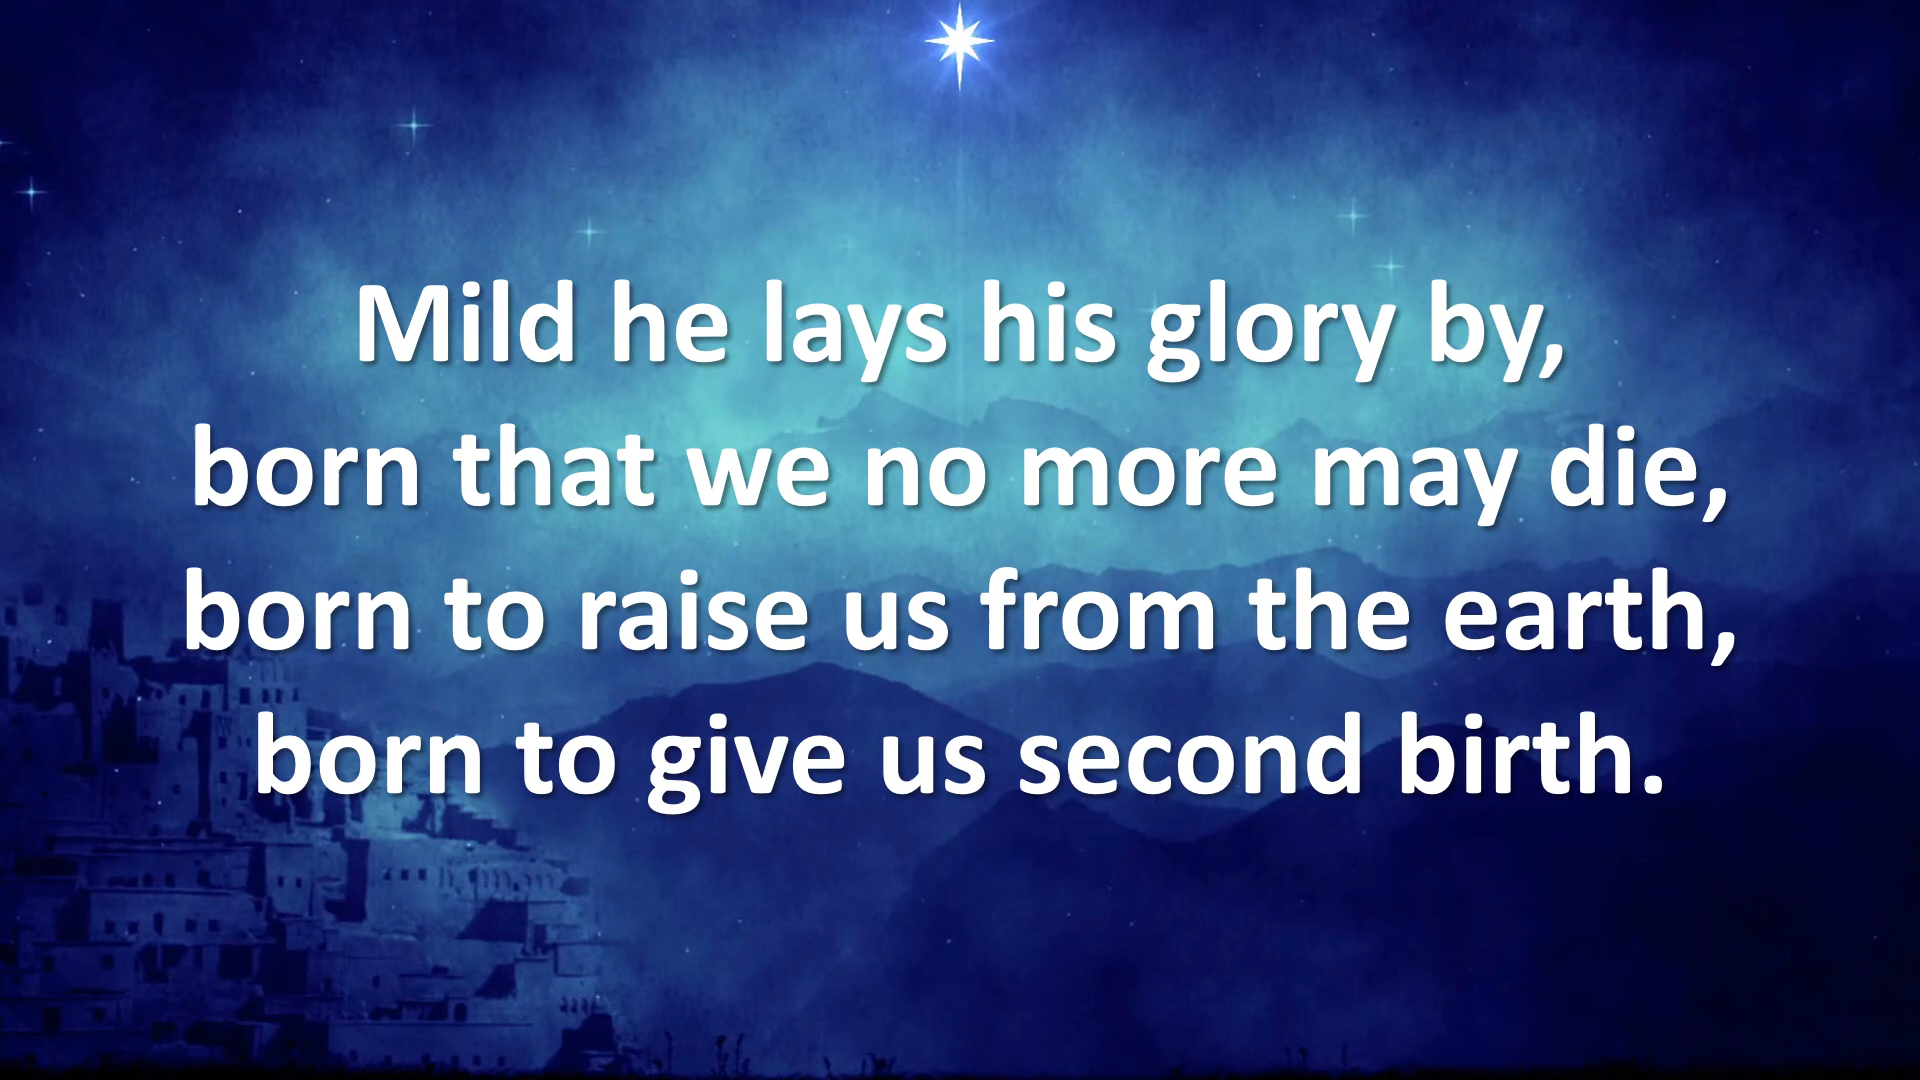 Mild he lays his glory by,
born that we no more may die,
born to raise us from the earth,
born to give us second birth.